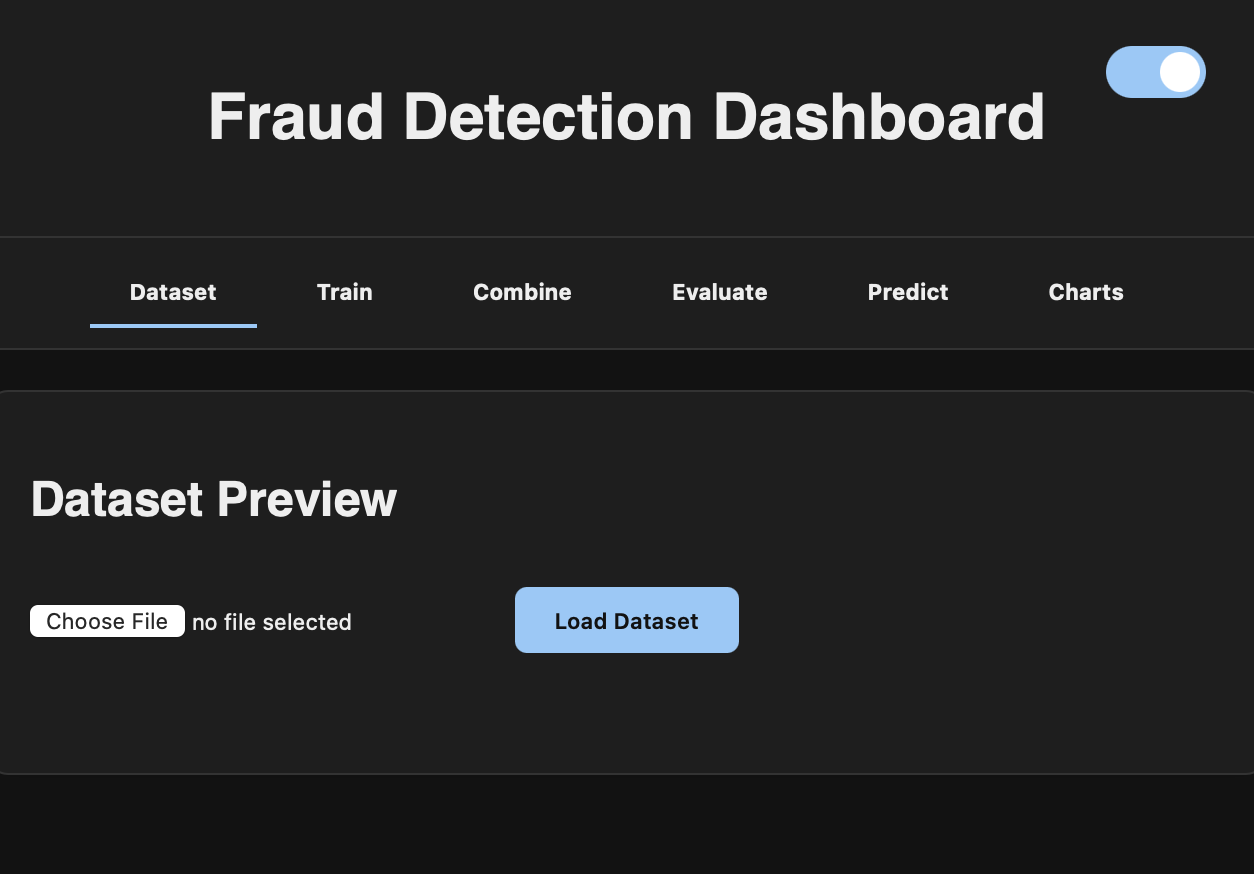 Fraud Detection Dashboard
Dataset Train Combine Evaluate Predict Charts
Dataset Preview
Choose File no file selected Load Dataset